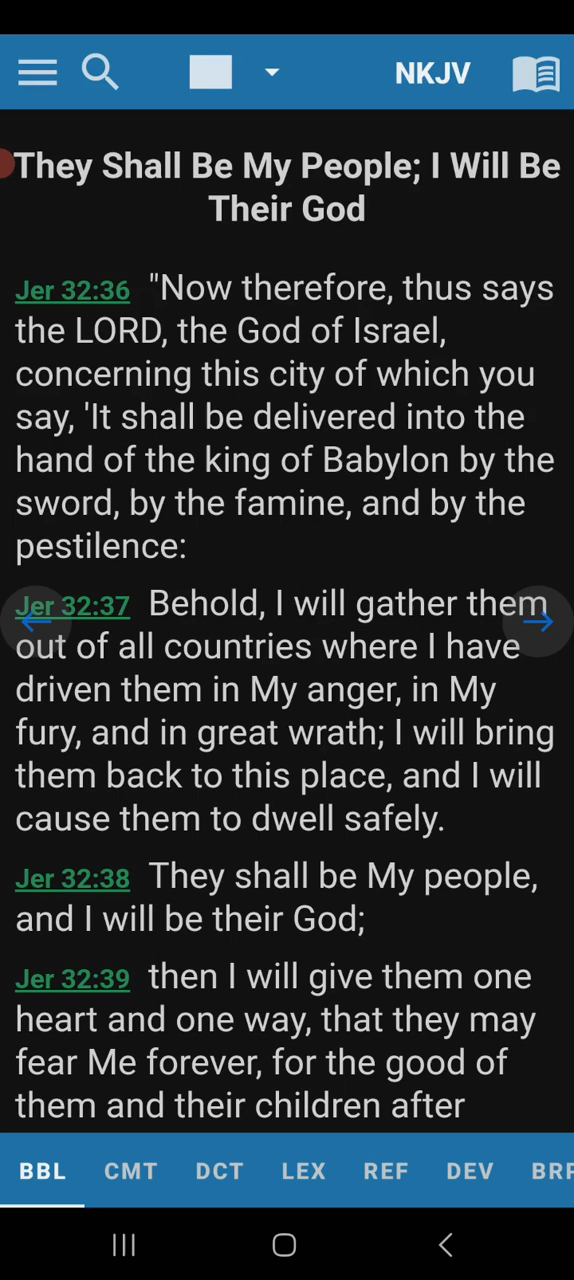 NKJV
They Shall Be My People; I Will Be
Their God
Jer 32:36 "Now therefore, thus says
the LORD, the God of Israel,
concerning this city of which you
say, 'It shall be delivered into the
hand of the king of Babylon by the
sword, by the famine, and by the
pestilence:
Jer 32:37 Behold, I will gather them
out of all countries where I have
driven them in My anger, in My
fury, and in great wrath; I will bring
them back to this place, and I will
cause them to dwell safely.
Jer 32:38 They shall be My people,
and I will be their God;
Jer 32:39 then I will give them one
heart and one way, that they may
fear Me forever, for the good of
them and their children after
BBL CMT DCT LEX REF DEV BRP